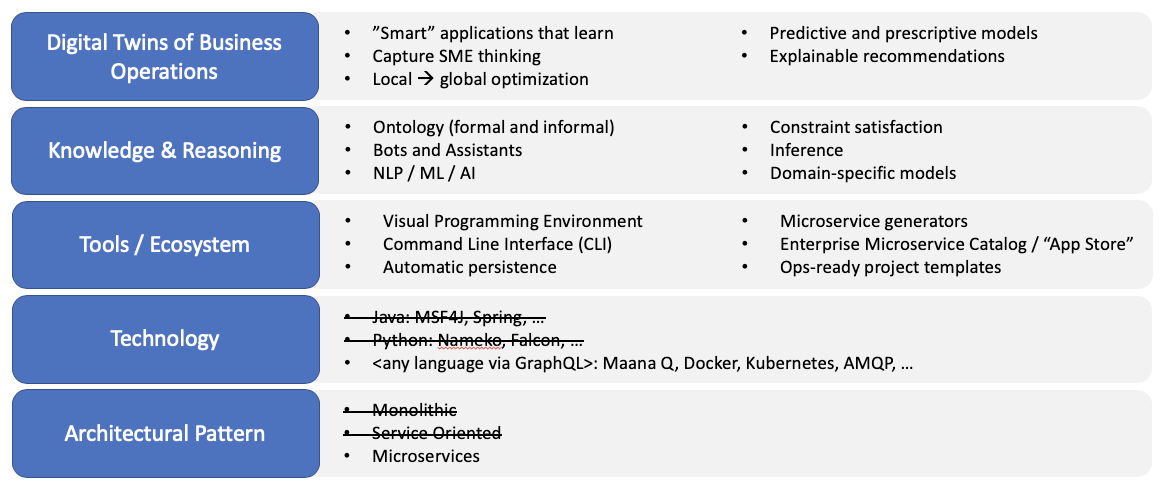 Digital Twins of Business
Operations
• ”Smart” applications that learn
• Capture SME thinking
• Local → global optimization
• Predictive and prescriptive models
• Explainable recommendations
Knowledge & Reasoning
• Ontology (formal and informal)
• Bots and Assistants
• NLP / ML / AI
• Constraint satisfaction
• Inference
• Domain-specific models
Tools / Ecosystem
• Visual Programming Environment
• Command Line Interface (CLI)
• Automatic persistence
• Microservice generators
• Enterprise Microservice Catalog / “App Store”
• Ops-ready project templates
Technology
• Java: MSF4J, Spring, ...
• Python: Nameko, Falcon, ...
• <any language via GraphQL>: Maana Q, Docker, Kubernetes, AMQP, ...
Architectural Pattern
• Monolithic
• Service Oriented
• Microservices